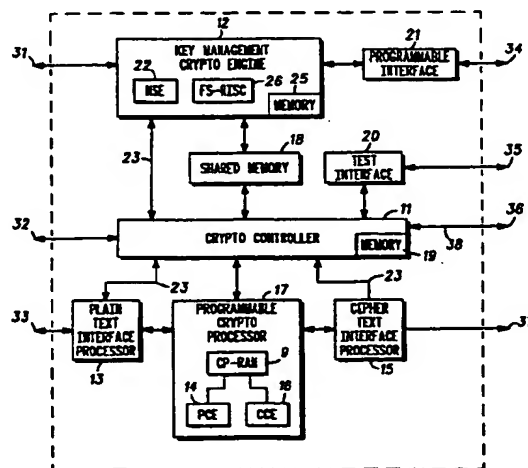 12
31
KEY MANAGEMENT
CRYPTO ENGINE
21
34
PROGRAMMABLE
INTERFACE
22
NSE
FS-RISC
26
25
MEMORY
23
18
SHARED MEMORY
20
TEST
INTERFACE
35
11
36
32
CRYPTO CONTROLLER
MEMORY
19
38
23
17
23
33
PLAIN
TEXT
INTERFACE
PROCESSOR
13
PROGRAMMABLE
CRYPTO
PROCESSOR
CP-RAM
9
14
PCE
CCE
16
CIPHER
TEXT
INTERFACE
PROCESSOR
15